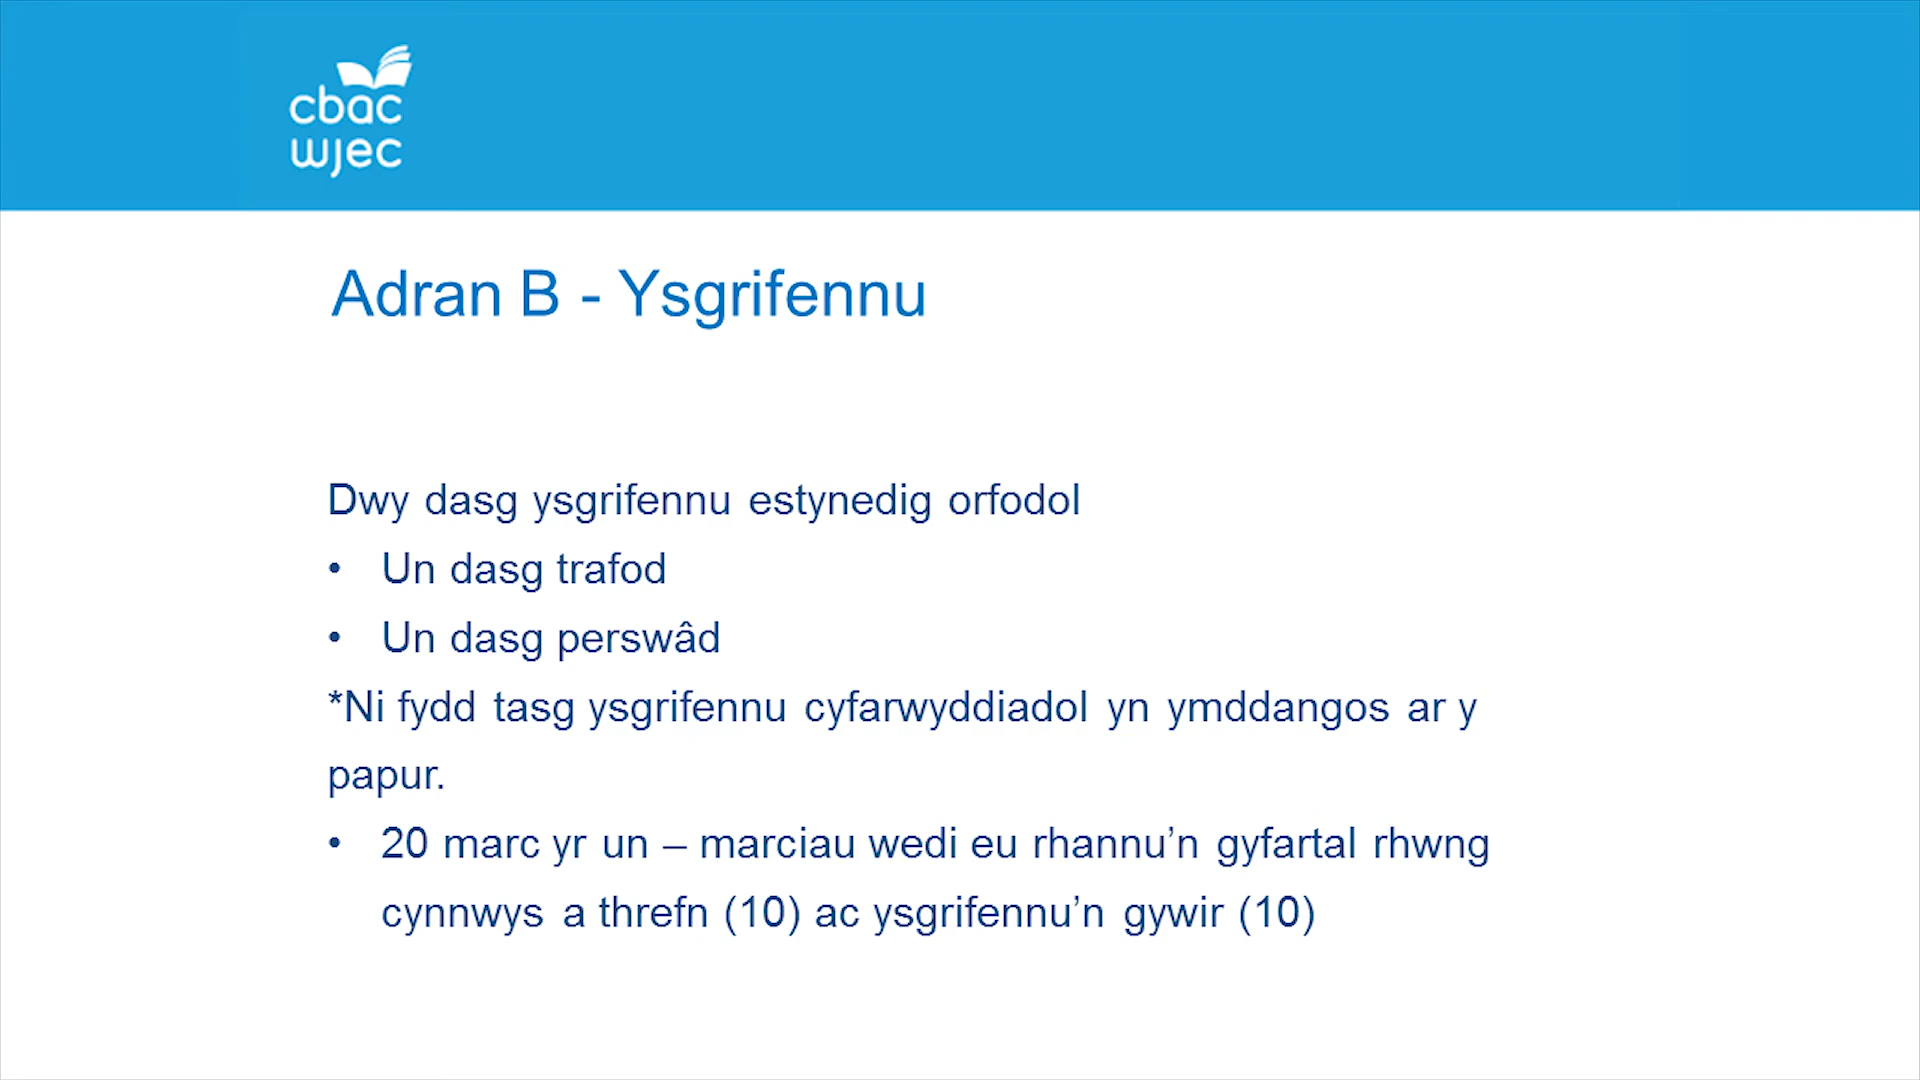 cbac
wjec
Adran B - Ysgrifennu
Dwy dasg ysgrifennu estynedig orfodol
• Un dasg trafod
• Un dasg perswâd
*Ni fydd tasg ysgrifennu cyfarwyddiadol yn ymddangos ar y
papur.
• 20 marc yr un – marciau wedi eu rhannu’n gyfartal rhwng
cynnwys a threfn (10) ac ysgrifennu’n gywir (10)